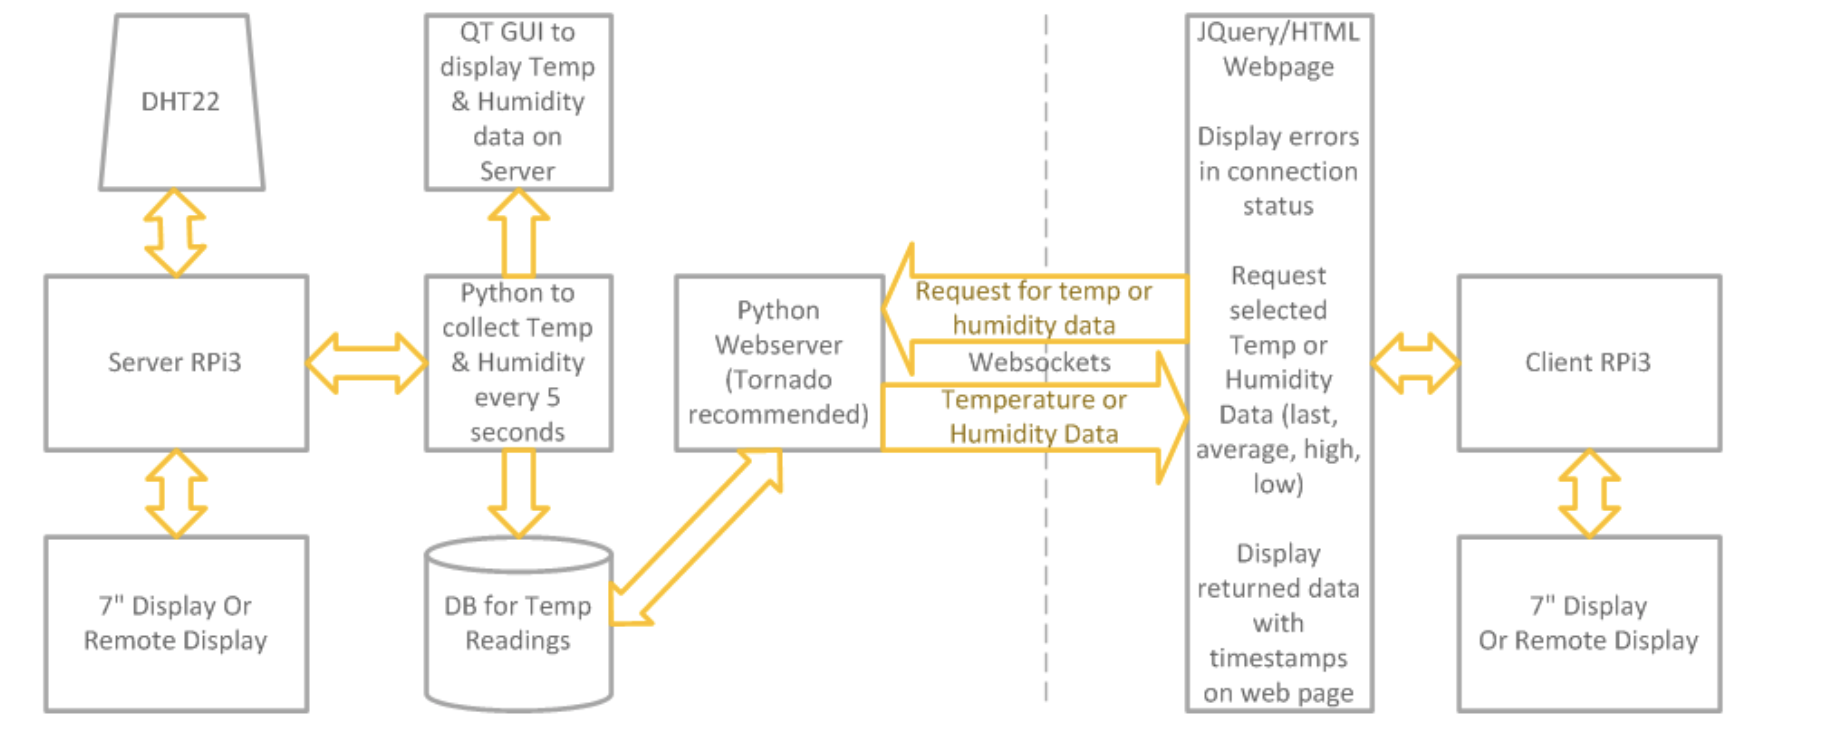 DHT22
QT GUI to
display Temp
& Humidity
data on
Server
JQuery/HTML
Webpage
Display errors
in connection
status
Request
selected
Temp or
Humidity
Data (last,
average, high,
low)
Display
returned data
with
timestamps
on web page
Server RPi3
Python to
collect Temp
& Humidity
every 5
seconds
Python
Webserver
(Tornado
recommended)
Request for temp or
humidity data
Websockets
Temperature or
Humidity Data
Client RPi3
7" Display Or
Remote Display
DB for Temp
Readings
7" Display
Or Remote Display